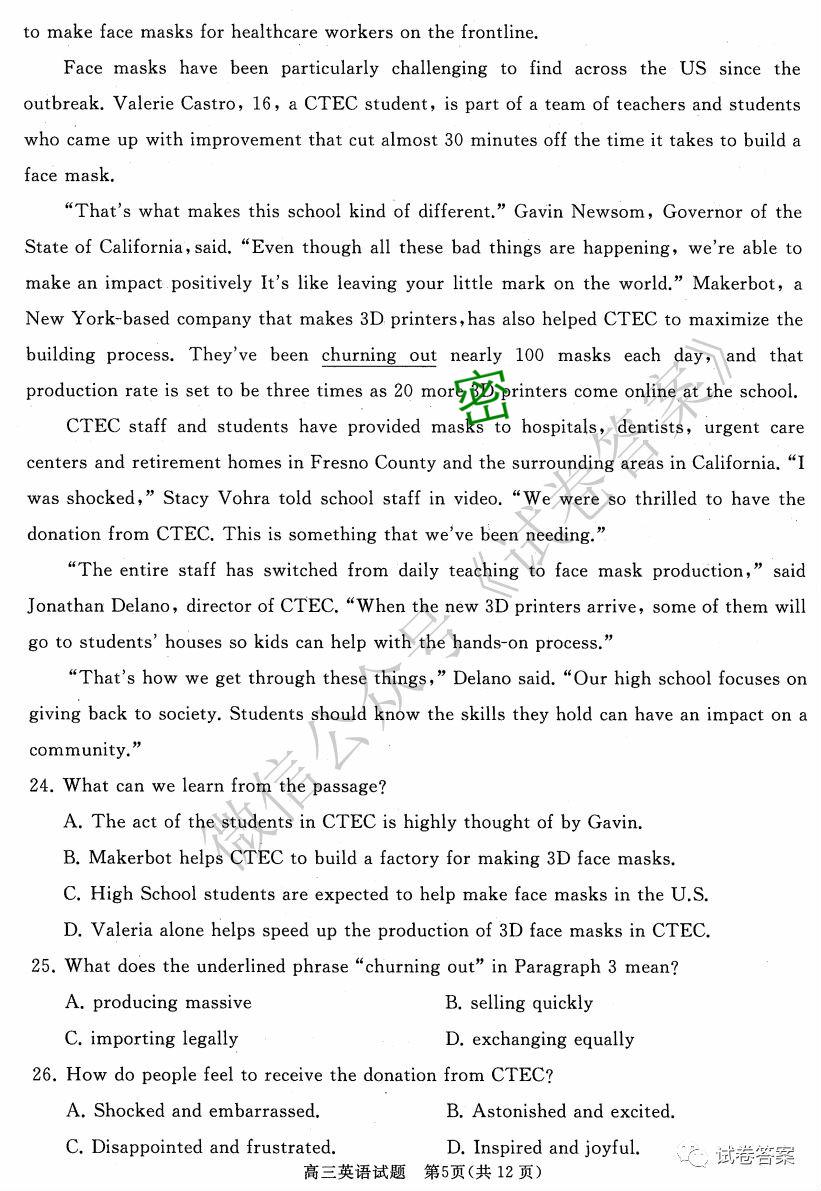 to make face masks for healthcare workers on the frontline.
Face masks have been particularly challenging to find across the US since the
outbreak. Valerie Castro, 16, a CTEC student, is part of a team of teachers and students
who came up with improvement that cut almost 30 minutes off the time it takes to build a
face mask.
“That's what makes this school kind of different.” Gavin Newsom, Governor of the
State of California, said. “Even though all these bad things are happening, we're able to
make an impact positively It's like leaving your little mark on the world.” Makerbot, a
New York-based company that makes 3D printers, has also helped CTEC to maximize the
building process. They've been churning out nearly 100 masks each day, and that
production rate is set to be three times as 20 more 3D printers come online at the school.
密
CTEC staff and students have provided masks to hospitals, dentists, urgent care
centers and retirement homes in Fresno County and the surrounding areas in California. “I
was shocked,” Stacy Vohra told school staff in video. “We were so thrilled to have the
donation from CTEC. This is something that we've been needing.”
“The entire staff has switched from daily teaching to face mask production,” said
Jonathan Delano, director of CTEC. “When the new 3D printers arrive, some of them will
go to students' houses so kids can help with the hands-on process.”
“That's how we get through these things,” Delano said. “Our high school focuses on
giving back to society. Students should know the skills they hold can have an impact on a
community.”
微信公众号《试卷答案》
24. What can we learn from the passage?
A. The act of the students in CTEC is highly thought of by Gavin.
B. Makerbot helps CTEC to build a factory for making 3D face masks.
C. High School students are expected to help make face masks in the U.S.
D. Valeria alone helps speed up the production of 3D face masks in CTEC.
25. What does the underlined phrase “churning out” in Paragraph 3 mean?
A. producing massive B. selling quickly
C. importing legally D. exchanging equally
26. How do people feel to receive the donation from CTEC?
A. Shocked and embarrassed. B. Astonished and excited.
C. Disappointed and frustrated. D. Inspired and joyful.
试卷答案
高三英语试题 第5页(共12页)